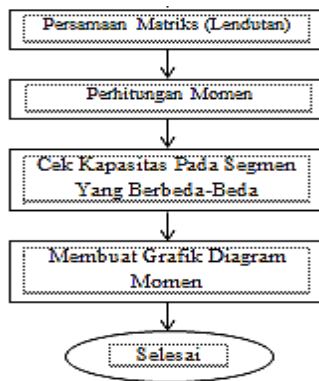 Persamaan Matriks (Lendutan)
Perhitungan Momen
Cek Kapasitas Pada Segmen
Yang Berbeda-Beda
Membuat Grafik Diagram
Momen
Selesai